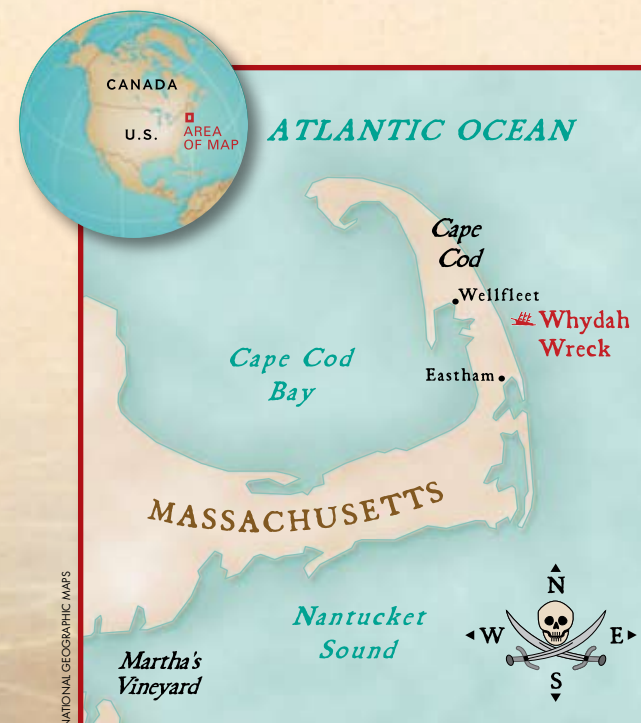 CANADA
U.S.
AREA
OF MAP
ATLANTIC OCEAN
Cape
Cod
Wellfleet
Whydah
Wreck
Eastham
Cape Cod
Bay
MASSACHUSETTS
Nantucket
Sound
Martha's
Vineyard
N
W
E
S
NATIONAL GEOGRAPHIC MAPS